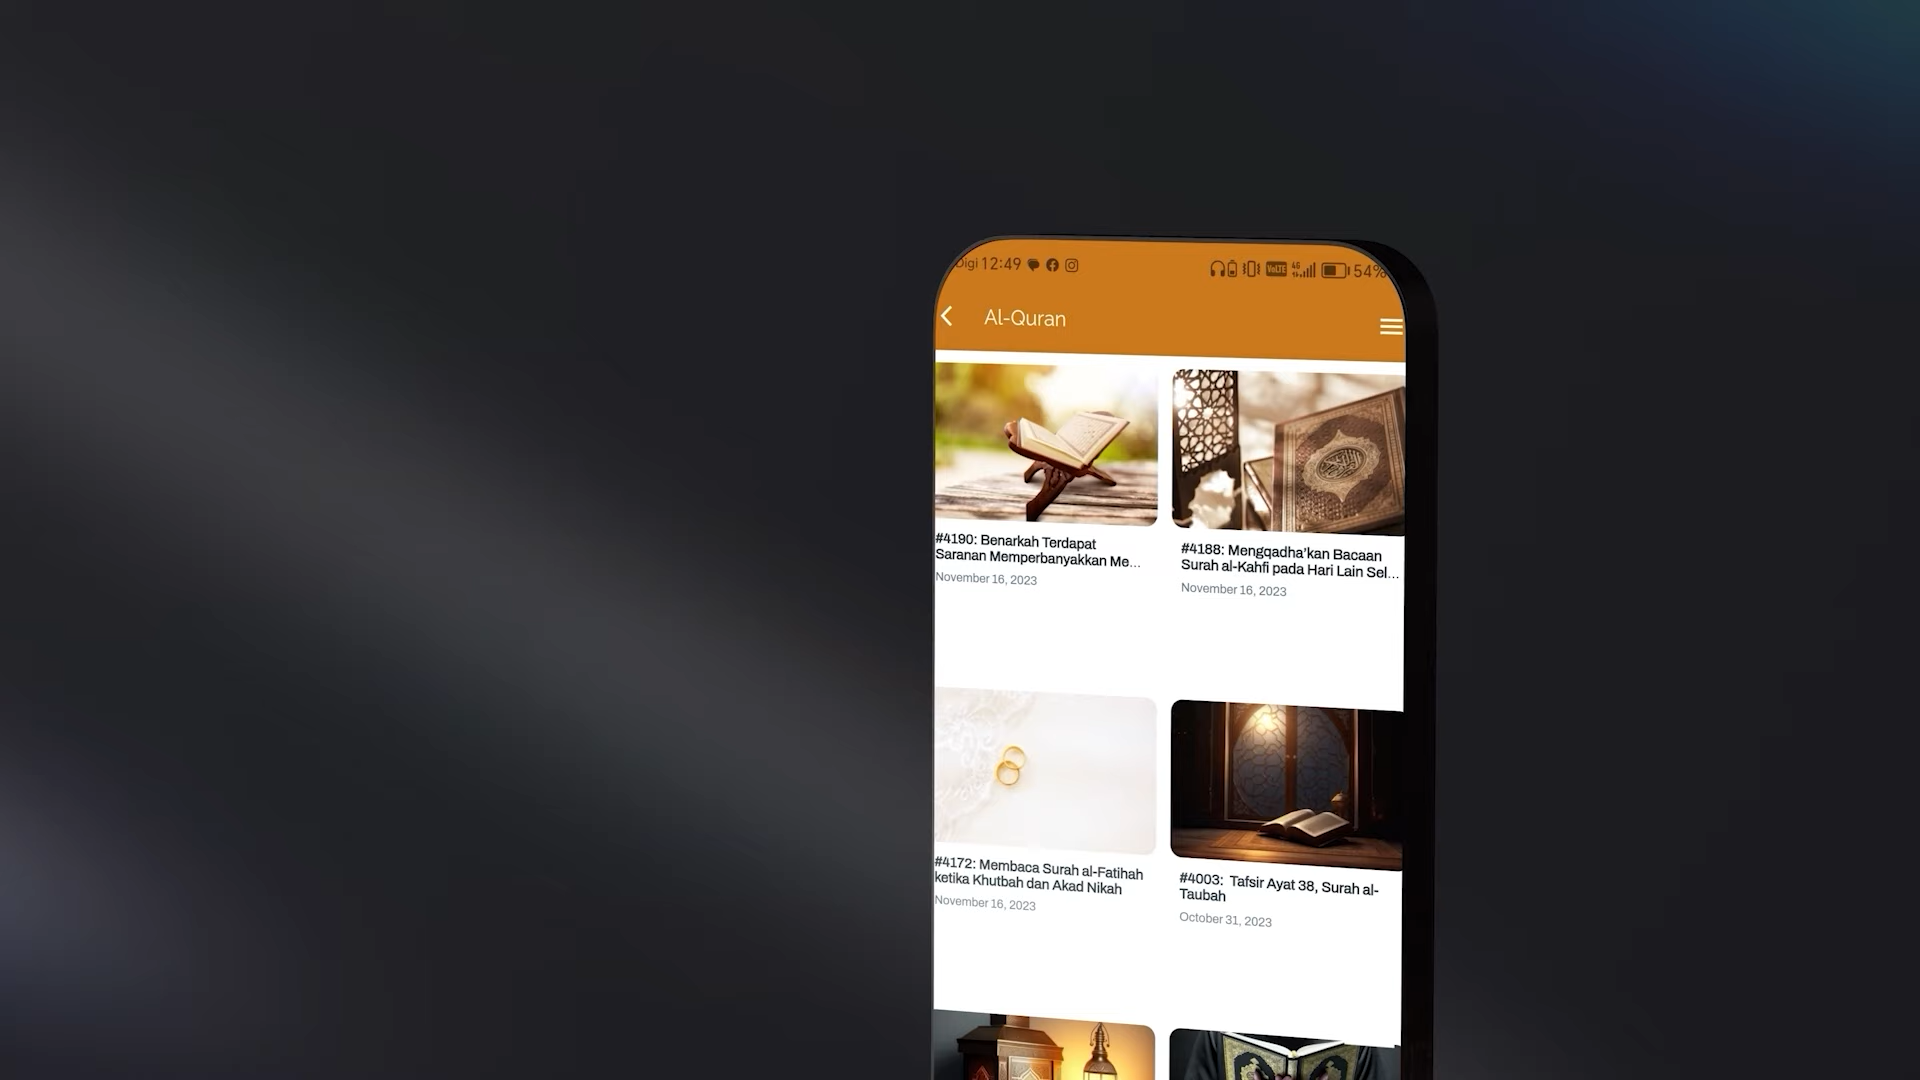 Digi 12:49
VoLTE 4G 54%
Al-Quran
#4190: Benarkah Terdapat
Saranan Memperbanyakkan Me...
November 16, 2023
#4188: Mengqadha'kan Bacaan
Surah al-Kahfi pada Hari Lain Sel...
November 16, 2023
#4172: Membaca Surah al-Fatihah
ketika Khutbah dan Akad Nikah
November 16, 2023
#4003: Tafsir Ayat 38, Surah al-
Taubah
October 31, 2023